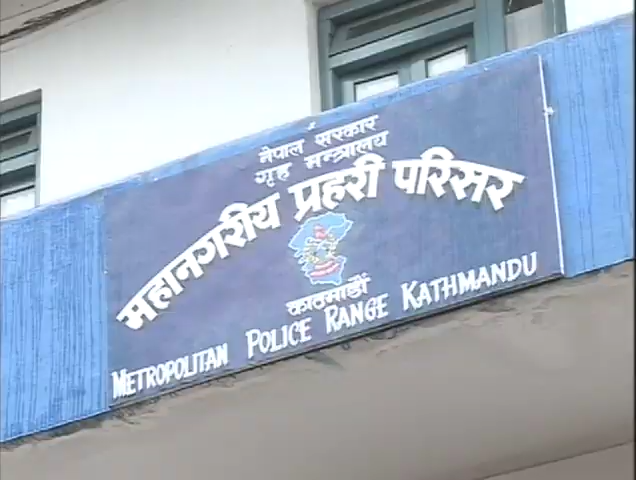 नेपाल सरकार
गृह मन्त्रालय
महानगरीय प्रहरी परिसर
काठमाडौं
METROPOLITAN POLICE RANGE KATHMANDU